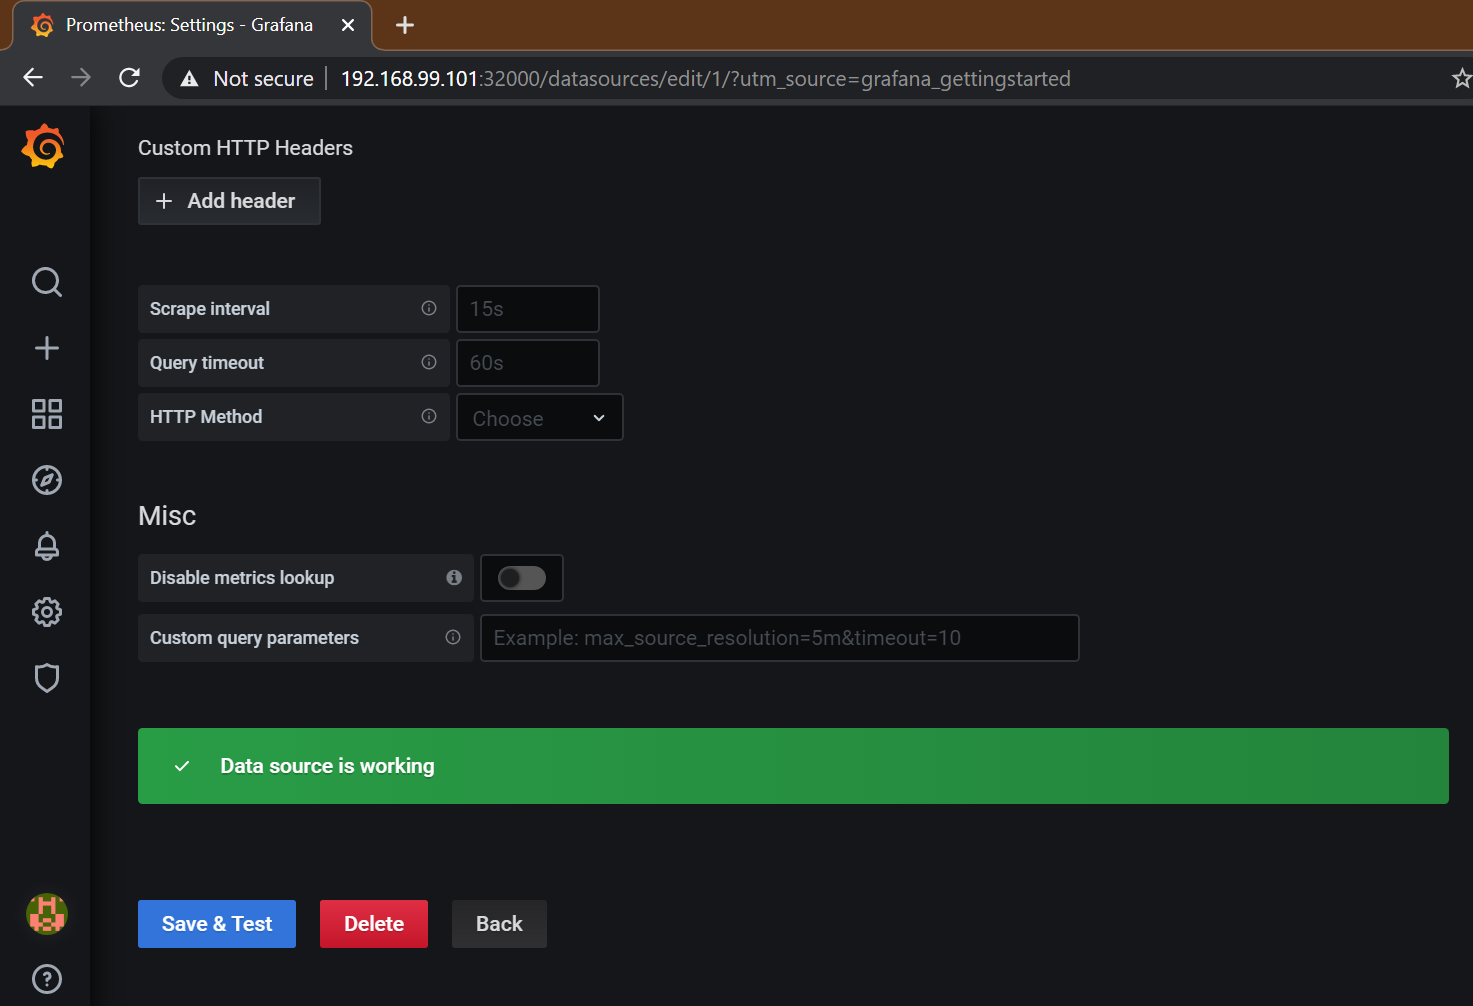 Prometheus: Settings - Grafana
Not secure | 192.168.99.101:32000/datasources/edit/1/?utm_source=grafana_gettingstarted
Custom HTTP Headers
+ Add header
Scrape interval 15s
Query timeout 60s
HTTP Method Choose
Misc
Disable metrics lookup
Custom query parameters Example: max_source_resolution=5m&timeout=10
Data source is working
Save & Test Delete Back